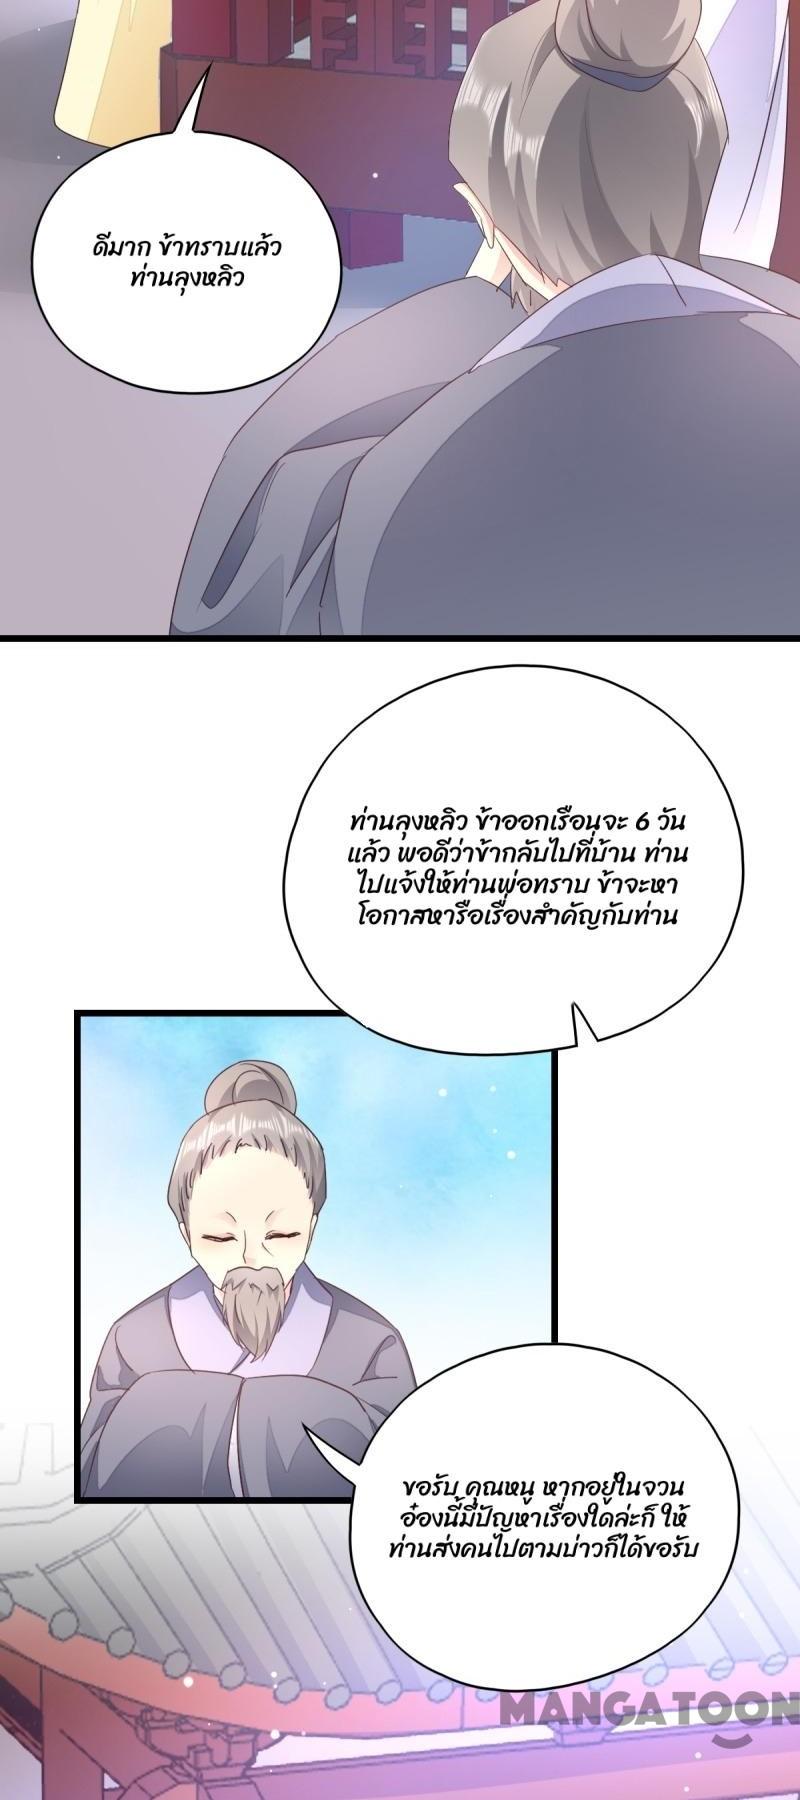 ดีมาก ข้าทราบแล้ว
ท่านลุงหลิว
ท่านลุงหลิว ข้าออกเรือนจะ 6 วัน
แล้ว พอดีว่าข้ากลับไปที่บ้าน ท่าน
ไปแจ้งให้ท่านพ่อทราบ ข้าจะหา
โอกาสหารือเรื่องสำคัญกับท่าน
ขอรับ คุณหนู หากอยู่ในจวน
อ๋องนี้มีปัญหาเรื่องใดล่ะก็ ให้
ท่านส่งคนไปตามบ่าวก็ได้ขอรับ
MANGATOON